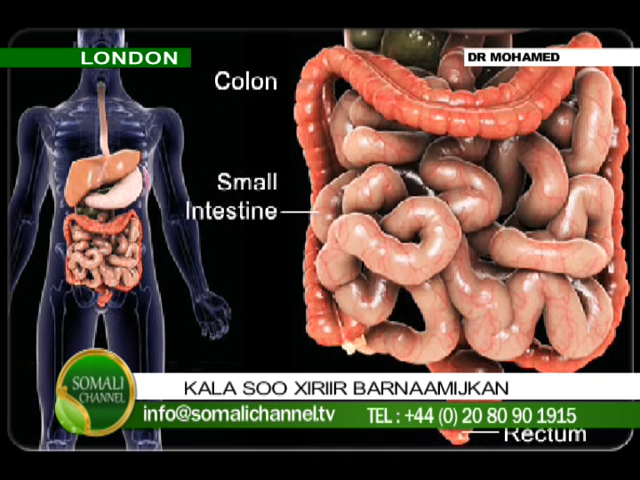 LONDON
DR MOHAMED
Colon
Small
Intestine
SOMALI
CHANNEL
KALA SOO XIRIIR BARNAAMIJKAN
info@somalichannel.tv
TEL : +44 (0) 20 80 90 1915
Rectum